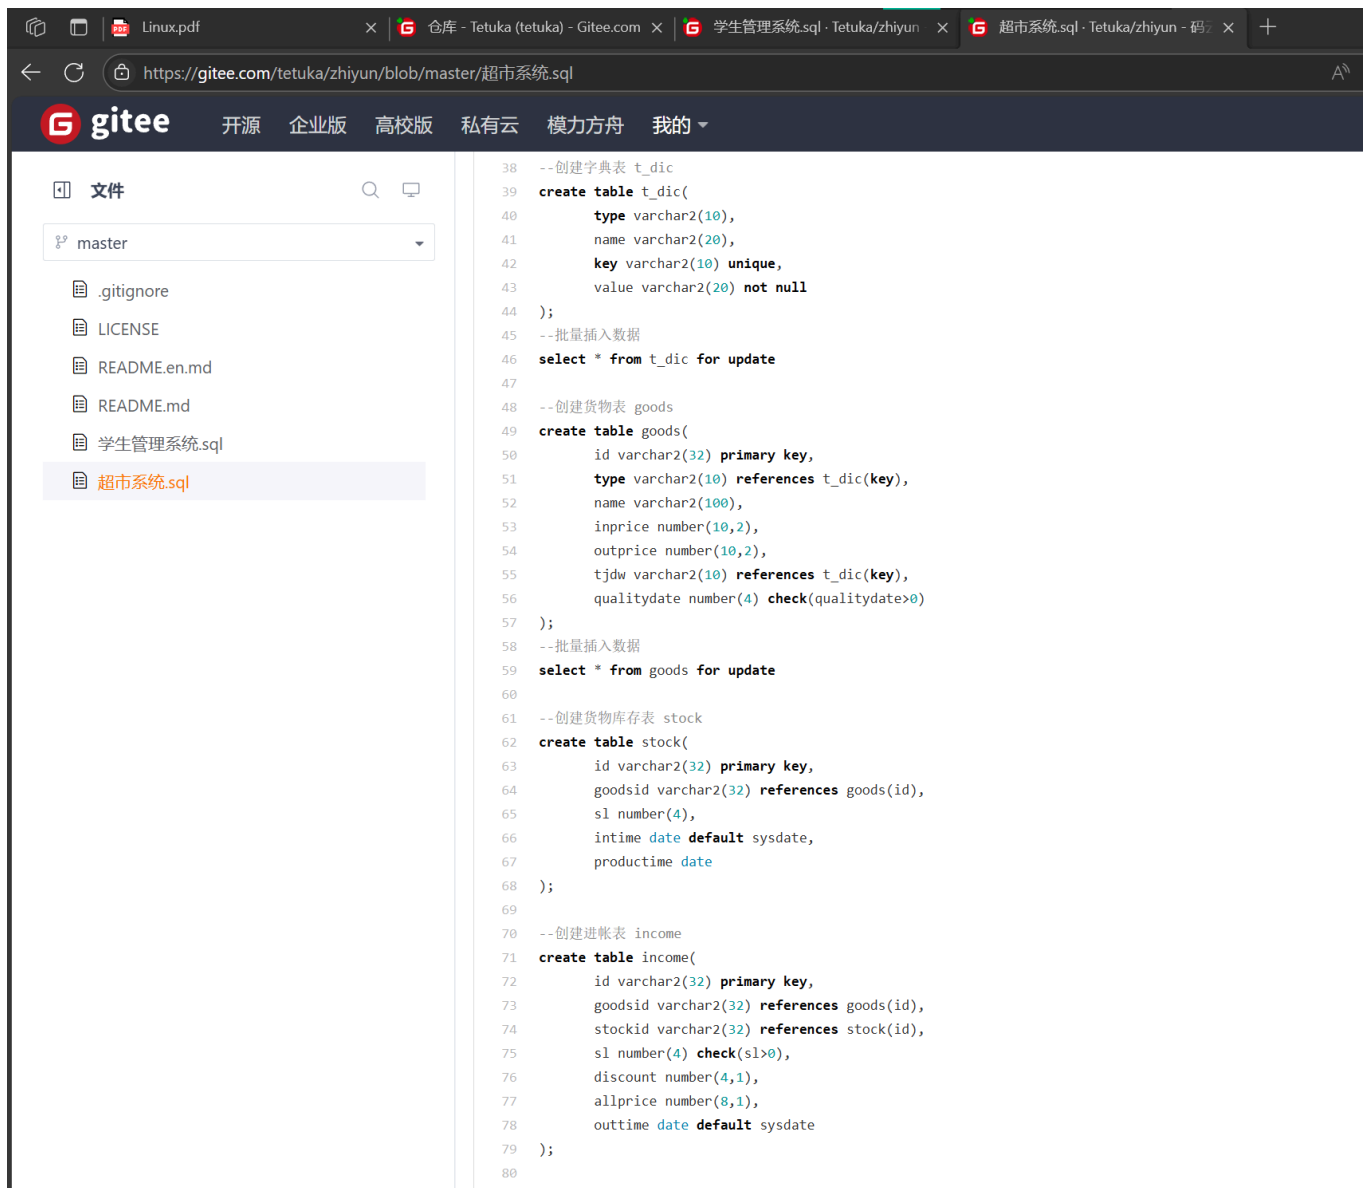 Linux.pdf
仓库 - Tetuka (tetuka) - Gitee.com
学生管理系统.sql · Tetuka/zhiyun
超市系统.sql · Tetuka/zhiyun - 码云
https://gitee.com/tetuka/zhiyun/blob/master/超市系统.sql
gitee 开源 企业版 高校版 私有云 模力方舟 我的
文件
master
.gitignore
LICENSE
README.en.md
README.md
学生管理系统.sql
超市系统.sql
38 --创建字典表 t_dic
39 create table t_dic(
40 type varchar2(10),
41 name varchar2(20),
42 key varchar2(10) unique,
43 value varchar2(20) not null
44 );
45 --批量插入数据
46 select * from t_dic for update
47
48 --创建货物表 goods
49 create table goods(
50 id varchar2(32) primary key,
51 type varchar2(10) references t_dic(key),
52 name varchar2(100),
53 inprice number(10,2),
54 outprice number(10,2),
55 tjdw varchar2(10) references t_dic(key),
56 qualitydate number(4) check(qualitydate>0)
57 );
58 --批量插入数据
59 select * from goods for update
60
61 --创建货物库存表 stock
62 create table stock(
63 id varchar2(32) primary key,
64 goodsid varchar2(32) references goods(id),
65 sl number(4),
66 intime date default sysdate,
67 productime date
68 );
69
70 --创建进帐表 income
71 create table income(
72 id varchar2(32) primary key,
73 goodsid varchar2(32) references goods(id),
74 stockid varchar2(32) references stock(id),
75 sl number(4) check(sl>0),
76 discount number(4,1),
77 allprice number(8,1),
78 outtime date default sysdate
79 );
80